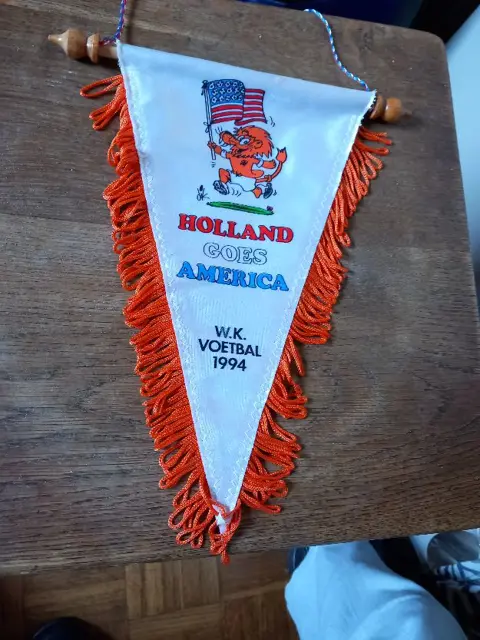 HOLLAND
GOES
AMERICA
W.K.
VOETBAL
1994